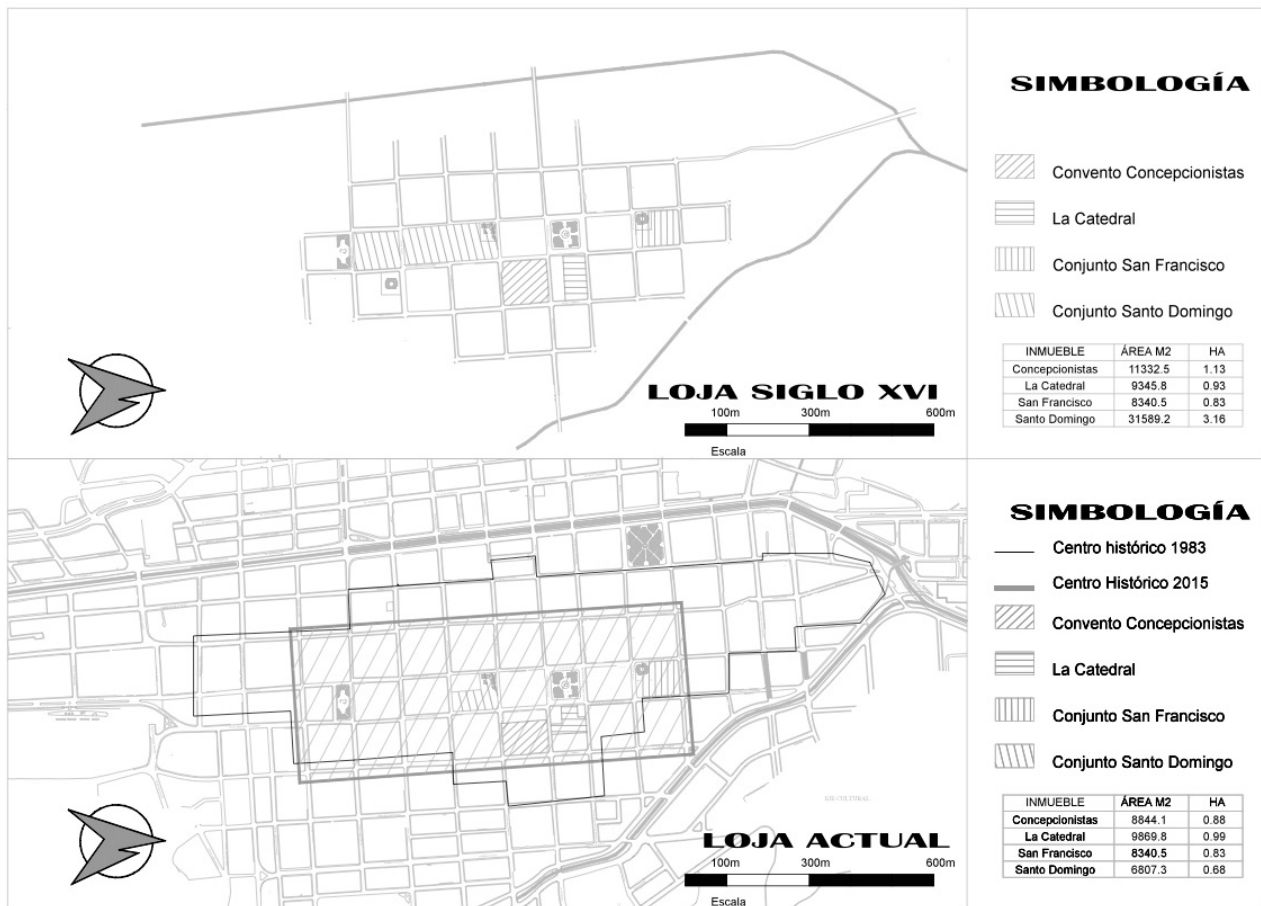 SIMBOLOGÍA
Convento Concepcionistas
La Catedral
Conjunto San Francisco
Conjunto Santo Domingo
INMUEBLE ÁREA M2 HA
Concepcionistas 11332.5 1.13
La Catedral 9345.8 0.93
San Francisco 8340.5 0.83
Santo Domingo 31589.2 3.16
LOJA SIGLO XVI
100m 300m 600m
Escala
SIMBOLOGÍA
Centro histórico 1983
Centro Histórico 2015
Convento Concepcionistas
La Catedral
Conjunto San Francisco
Conjunto Santo Domingo
INMUEBLE ÁREA M2 HA
Concepcionistas 8844.1 0.88
La Catedral 9869.8 0.99
San Francisco 8340.5 0.83
Santo Domingo 6807.3 0.68
LOJA ACTUAL
100m 300m 600m
Escala